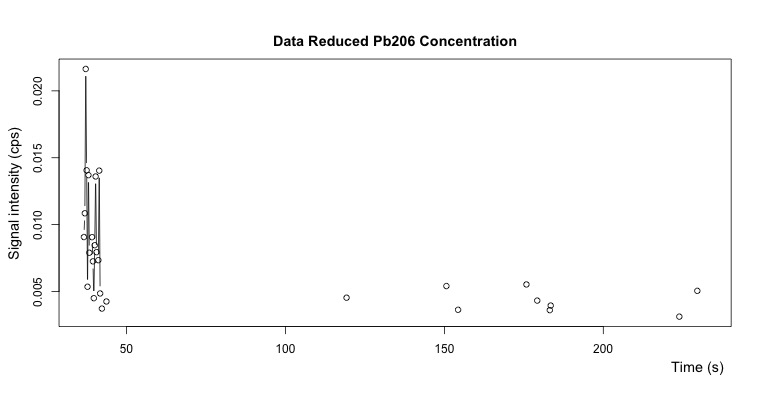 Data Reduced Pb206 Concentration
Signal intensity (cps)
0.020
0.015
0.010
0.005
50 100 150 200
Time (s)